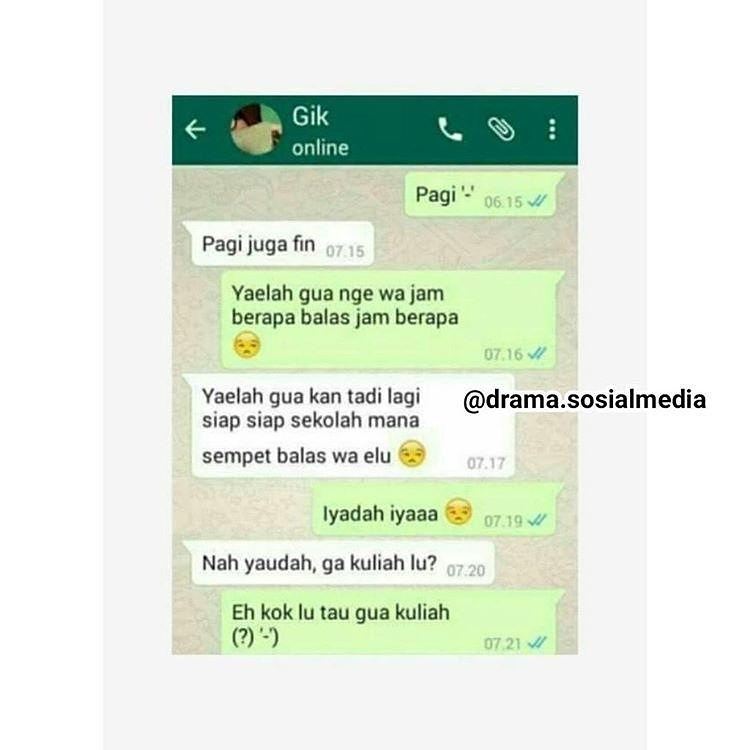 Gik
online
Pagi '-' 06.15
Pagi juga fin 07.15
Yaelah gua nge wa jam
berapa balas jam berapa
😒
07.16
Yaelah gua kan tadi lagi
siap siap sekolah mana
sempet balas wa elu 😒 07.17
@drama.sosialmedia
Iyadah iyaaa 😒 07.19
Nah yaudah, ga kuliah lu? 07.20
Eh kok lu tau gua kuliah
(?) '-') 07.21